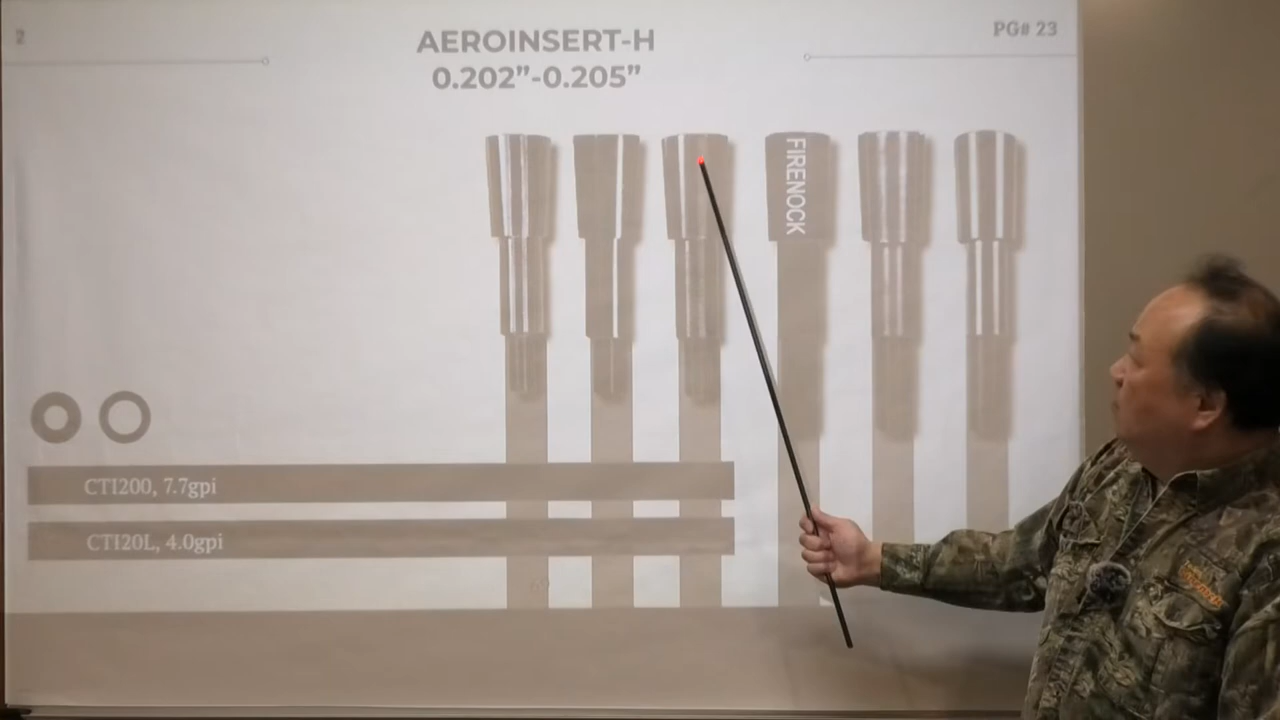 2
AEROINSERT-H
0.202”-0.205”
PG# 23
FIRENOCK
CTI200, 7.7gpi
CTI20L, 4.0gpi